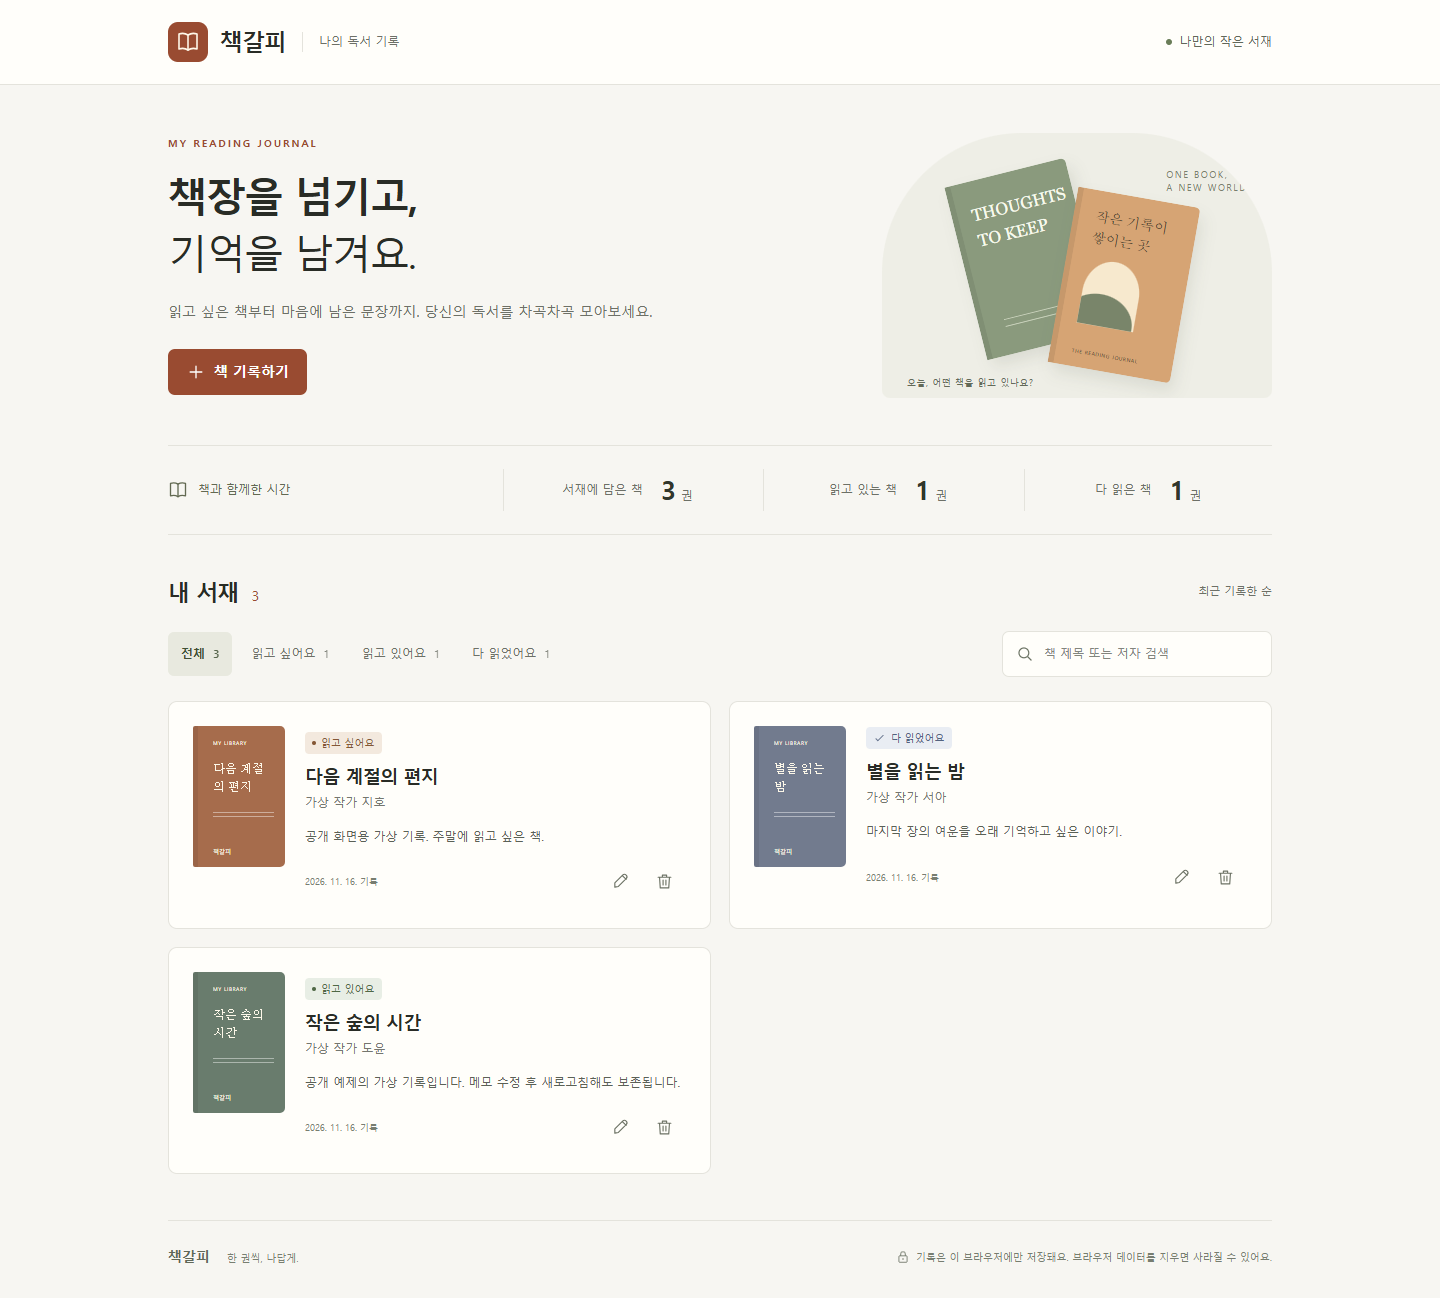 책갈피
나의 독서 기록
나만의 작은 서재
MY READING JOURNAL
책장을 넘기고,
기억을 남겨요.
읽고 싶은 책부터 마음에 남은 문장까지. 당신의 독서를 차곡차곡 모아보세요.
책 기록하기
ONE BOOK,
A NEW WORLD
THOUGHTS
TO KEEP
작은 기록이
쌓이는 곳
THE READING JOURNAL
오늘, 어떤 책을 읽고 있나요?
책과 함께한 시간
서재에 담은 책 3 권
읽고 있는 책 1 권
다 읽은 책 1 권
내 서재 3
최근 기록한 순
전체 3
읽고 싶어요 1
읽고 있어요 1
다 읽었어요 1
책 제목 또는 저자 검색
MY LIBRARY
다음 계절
의 편지
책갈피
읽고 싶어요
다음 계절의 편지
가상 작가 지호
공개 화면용 가상 기록. 주말에 읽고 싶은 책.
2026. 11. 16. 기록
MY LIBRARY
별을 읽는
밤
책갈피
다 읽었어요
별을 읽는 밤
가상 작가 서아
마지막 장의 여운을 오래 기억하고 싶은 이야기.
2026. 11. 16. 기록
MY LIBRARY
작은 숲의
시간
책갈피
읽고 있어요
작은 숲의 시간
가상 작가 도윤
공개 예제의 가상 기록입니다. 메모 수정 후 새로고침해도 보존됩니다.
2026. 11. 16. 기록
책갈피
한 권씩, 나답게.
기록은 이 브라우저에만 저장돼요. 브라우저 데이터를 지우면 사라질 수 있어요.